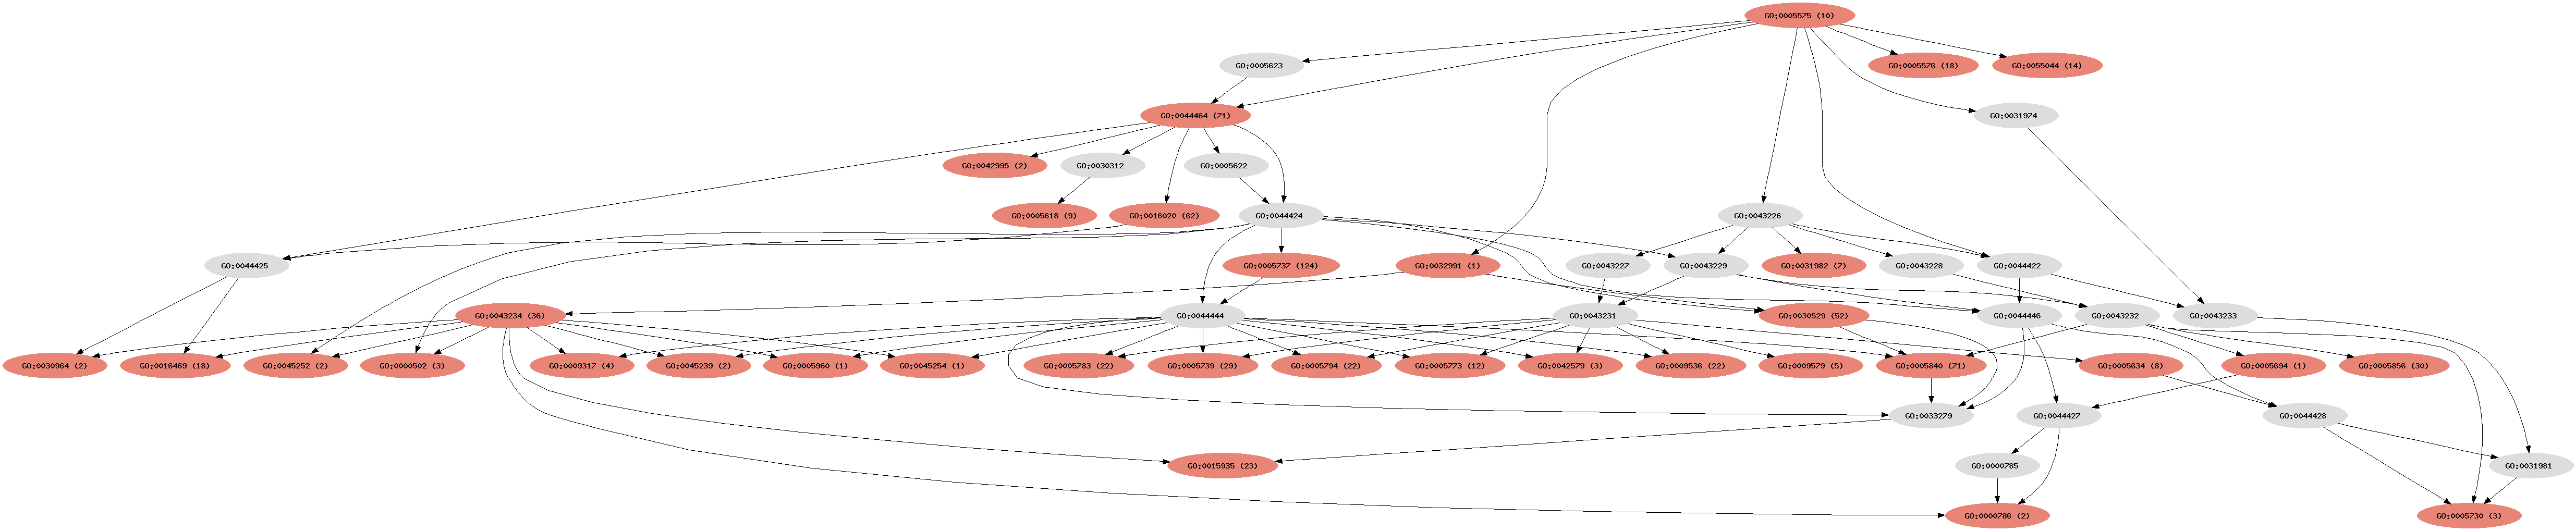 GO:0005575 (10)
GO:0005623
GO:0005576 (18)
GO:0055044 (14)
GO:0044464 (71)
GO:0031974
GO:0042995 (2)
GO:0030312
GO:0005622
GO:0005618 (9)
GO:0016020 (62)
GO:0044424
GO:0043226
GO:0044425
GO:0005737 (124)
GO:0032991 (1)
GO:0043227
GO:0043229
GO:0031982 (7)
GO:0043228
GO:0044422
GO:0043234 (36)
GO:0044444
GO:0043231
GO:0030529 (52)
GO:0044446
GO:0043232
GO:0043233
GO:0030964 (2)
GO:0016469 (18)
GO:0045252 (2)
GO:0000502 (3)
GO:0009317 (4)
GO:0045239 (2)
GO:0005960 (1)
GO:0045254 (1)
GO:0005783 (22)
GO:0005739 (29)
GO:0005794 (22)
GO:0005773 (12)
GO:0042579 (3)
GO:0009536 (22)
GO:0009579 (5)
GO:0005840 (71)
GO:0005634 (8)
GO:0005694 (1)
GO:0005856 (30)
GO:0033279
GO:0044427
GO:0044428
GO:0015935 (23)
GO:0000785
GO:0031981
GO:0000786 (2)
GO:0005730 (3)